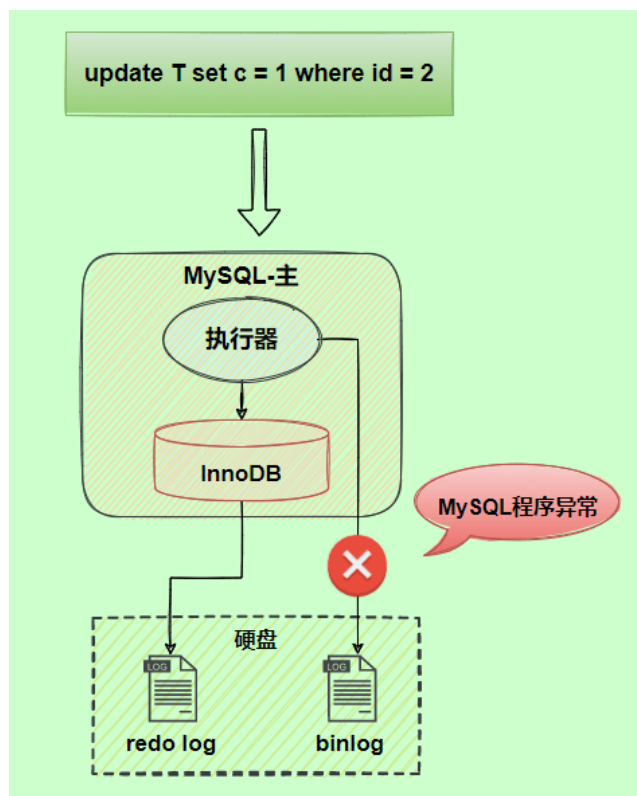 update T set c = 1 where id = 2
MySQL-主
执行器
InnoDB
MySQL程序异常
硬盘
LOG
LOG
redo log
binlog